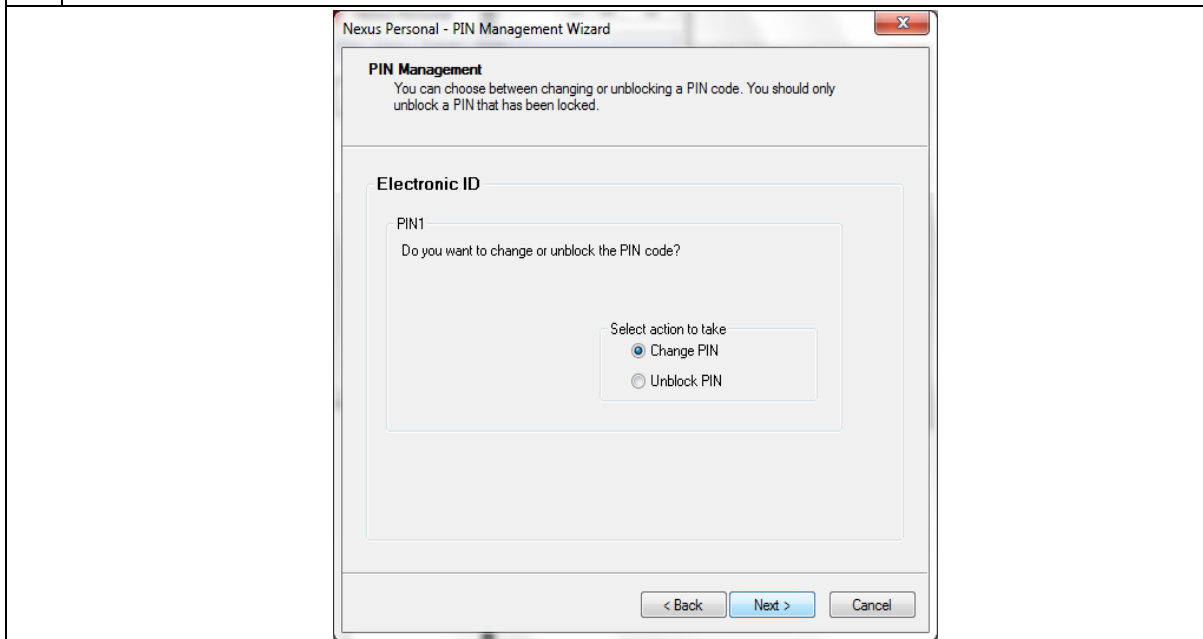 Nexus Personal - PIN Management Wizard
PIN Management
You can choose between changing or unblocking a PIN code. You should only
unblock a PIN that has been locked.
Electronic ID
PIN1
Do you want to change or unblock the PIN code?
Select action to take
Change PIN
Unblock PIN
< Back
Next >
Cancel